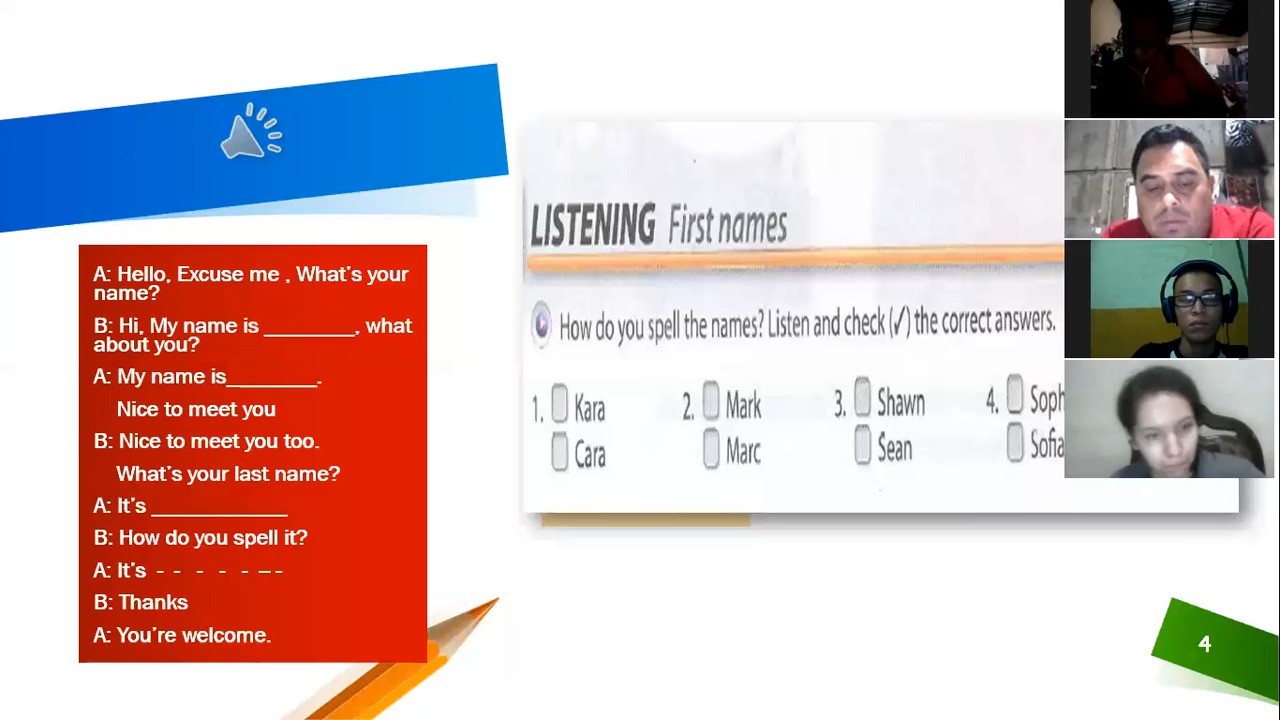 A: Hello, Excuse me , What's your
name?
B: Hi, My name is ________, what
about you?
A: My name is_________.
Nice to meet you
B: Nice to meet you too.
What's your last name?
A: It's ____________
B: How do you spell it?
A: It's - - - - - – -
B: Thanks
A: You're welcome.
LISTENING First names
How do you spell the names? Listen and check (✓) the correct answers.
1. Kara 2. Mark 3. Shawn 4. Soph
Cara Marc Sean Sofia
4